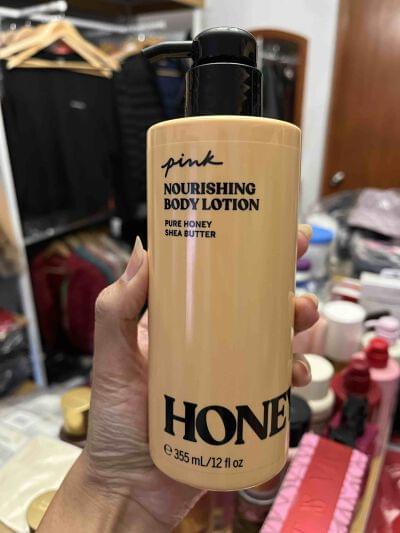 pink
NOURISHING
BODY LOTION
PURE HONEY
SHEA BUTTER
HONEY
℮ 355 mL/12 fl oz